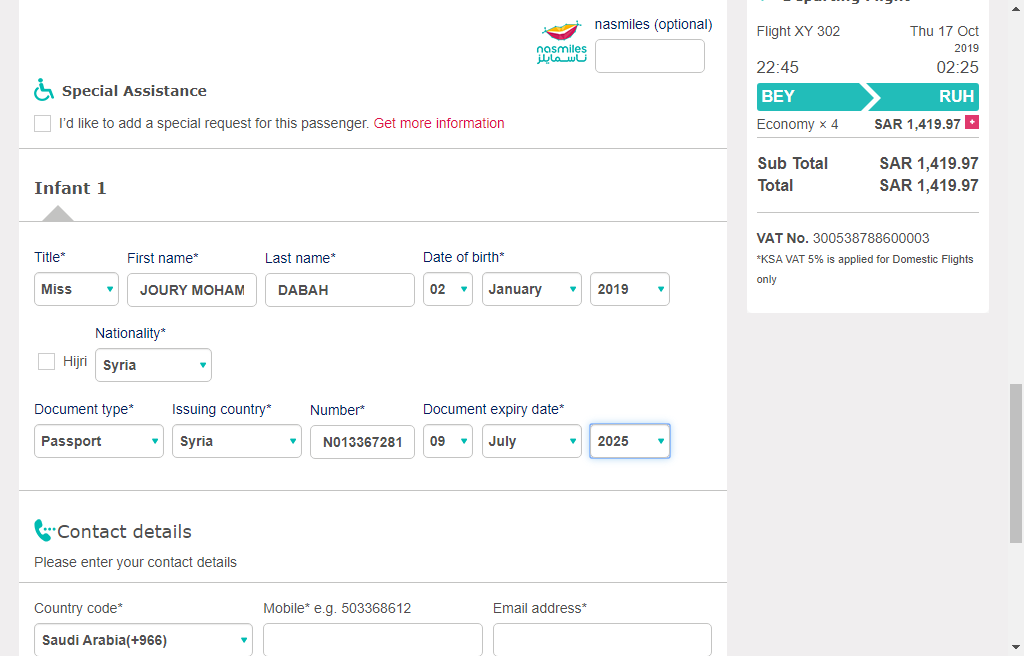 nasmiles (optional)
nasmiles
ناسمايلز
Special Assistance
I'd like to add a special request for this passenger. Get more information
Infant 1
Title* First name* Last name* Date of birth*
Miss JOURY MOHAM DABAH 02 January 2019
Nationality*
Hijri Syria
Document type* Issuing country* Number* Document expiry date*
Passport Syria N013367281 09 July 2025
Contact details
Please enter your contact details
Country code* Mobile* e.g. 503368612 Email address*
Saudi Arabia(+966)
Departing Flight
Flight XY 302 Thu 17 Oct
2019
22:45 02:25
BEY RUH
Economy × 4 SAR 1,419.97 +
Sub Total SAR 1,419.97
Total SAR 1,419.97
VAT No. 300538788600003
*KSA VAT 5% is applied for Domestic Flights
only